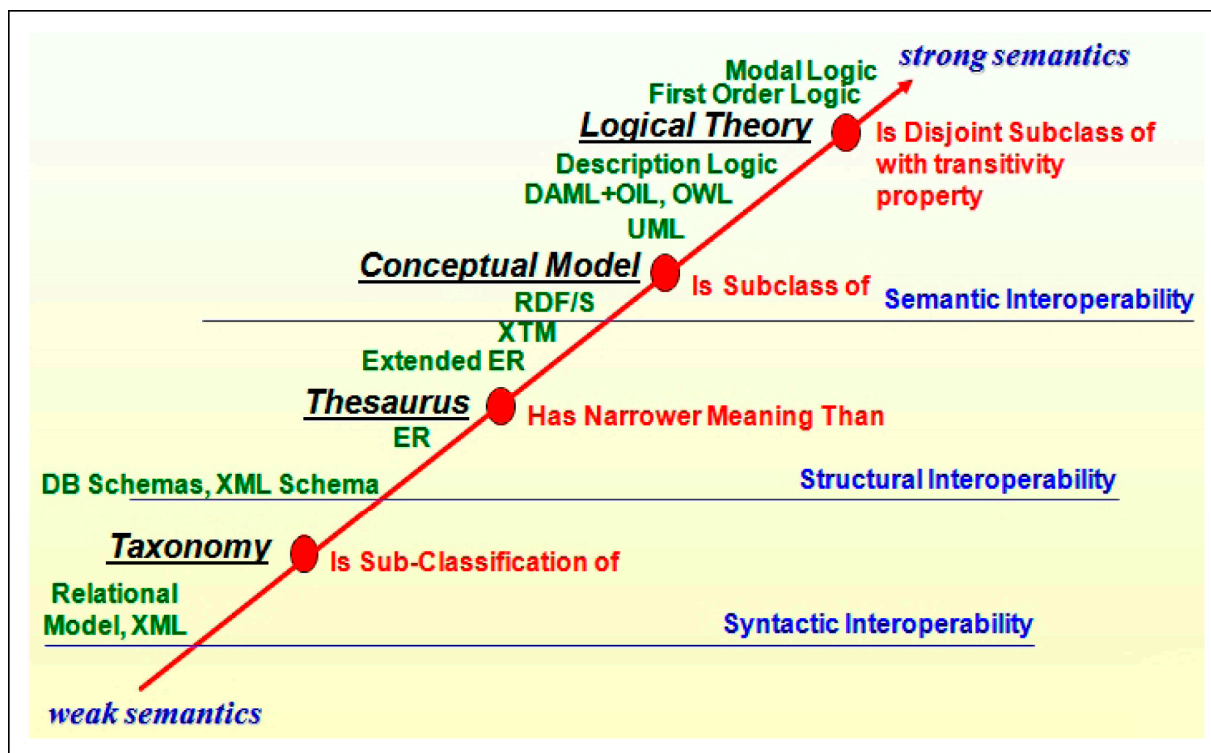 strong semantics
Modal Logic
First Order Logic
Logical Theory
Is Disjoint Subclass of
with transitivity
property
Description Logic
DAML+OIL, OWL
UML
Conceptual Model
Is Subclass of
RDF/S
Semantic Interoperability
XTM
Extended ER
Thesaurus
Has Narrower Meaning Than
ER
DB Schemas, XML Schema
Structural Interoperability
Taxonomy
Is Sub-Classification of
Relational
Model, XML
Syntactic Interoperability
weak semantics